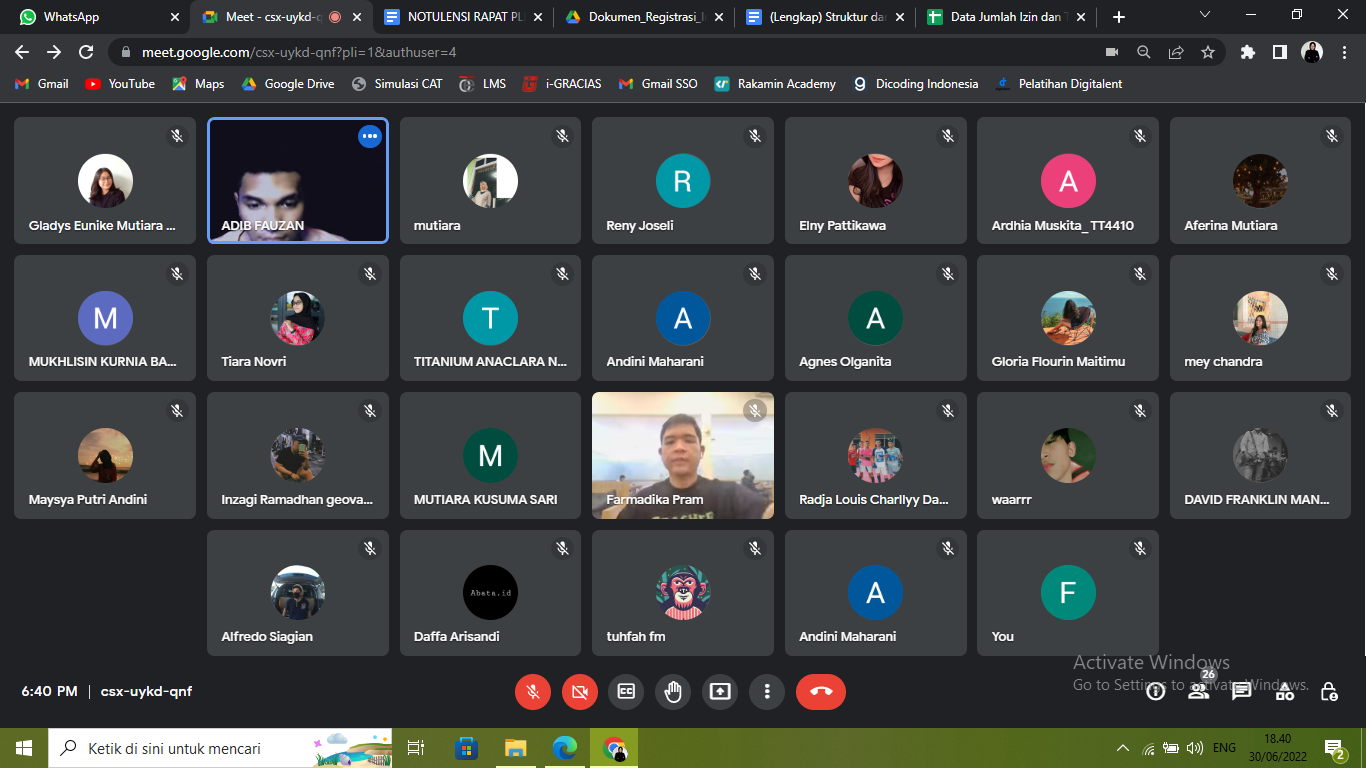 WhatsApp
Meet - csx-uykd-q
NOTULENSI RAPAT PL
Dokumen_Registrasi_I
(Lengkap) Struktur da
Data Jumlah Izin dan T
meet.google.com/csx-uykd-qnf?pli=1&authuser=4
Gmail
YouTube
Maps
Google Drive
Simulasi CAT
LMS
i-GRACIAS
Gmail SSO
Rakamin Academy
Dicoding Indonesia
Pelatihan Digitalent
Gladys Eunike Mutiara ...
ADIB FAUZAN
mutiara
R
Reny Joseli
Elny Pattikawa
A
Ardhia Muskita_ TT4410
Aferina Mutiara
M
MUKHLISIN KURNIA BA...
Tiara Novri
T
TITANIUM ANACLARA N...
A
Andini Maharani
A
Agnes Olganita
Gloria Flourin Maitimu
mey chandra
Maysya Putri Andini
Inzagi Ramadhan geova...
M
MUTIARA KUSUMA SARI
Farmadika Pram
Radja Louis Charllyy Da...
waarrr
DAVID FRANKLIN MAN...
Alfredo Siagian
Abata.id
Daffa Arisandi
tuhfah fm
A
Andini Maharani
F
You
6:40 PM | csx-uykd-qnf
CC
26
Activate Windows
Go to Settings to activate Windows.
Ketik di sini untuk mencari
ENG
18.40
30/06/2022
2